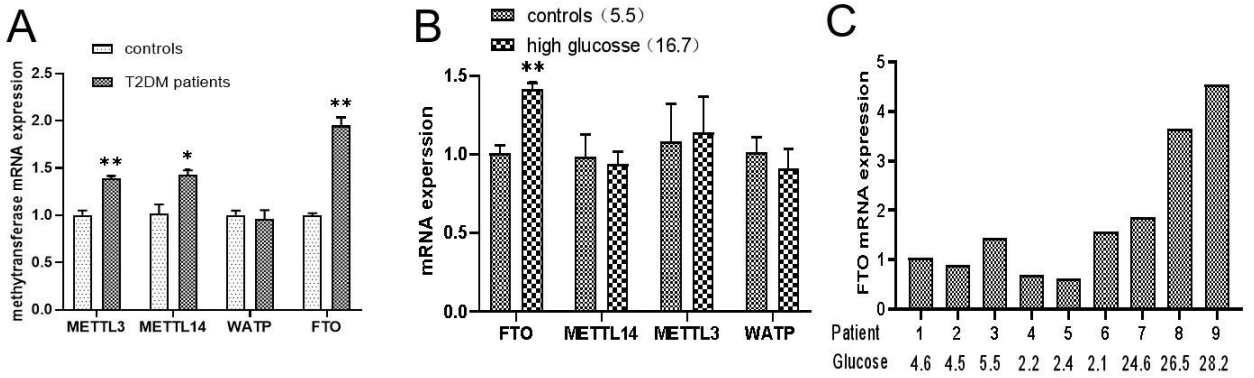 A
controls
T2DM patients
methytransferase mRNA expression
2.5
2.0
1.5
1.0
0.5
0.0
** * **
METTL3 METTL14 WATP FTO
B
controls（5.5）
high glucosse（16.7）
mRNA experssion
1.5
1.0
0.5
0.0
**
FTO METTL14 METTL3 WATP
C
FTO mRNA expression
5
4
3
2
1
0
Patient 1 2 3 4 5 6 7 8 9
Glucose 4.6 4.5 5.5 2.2 2.4 2.1 24.6 26.5 28.2